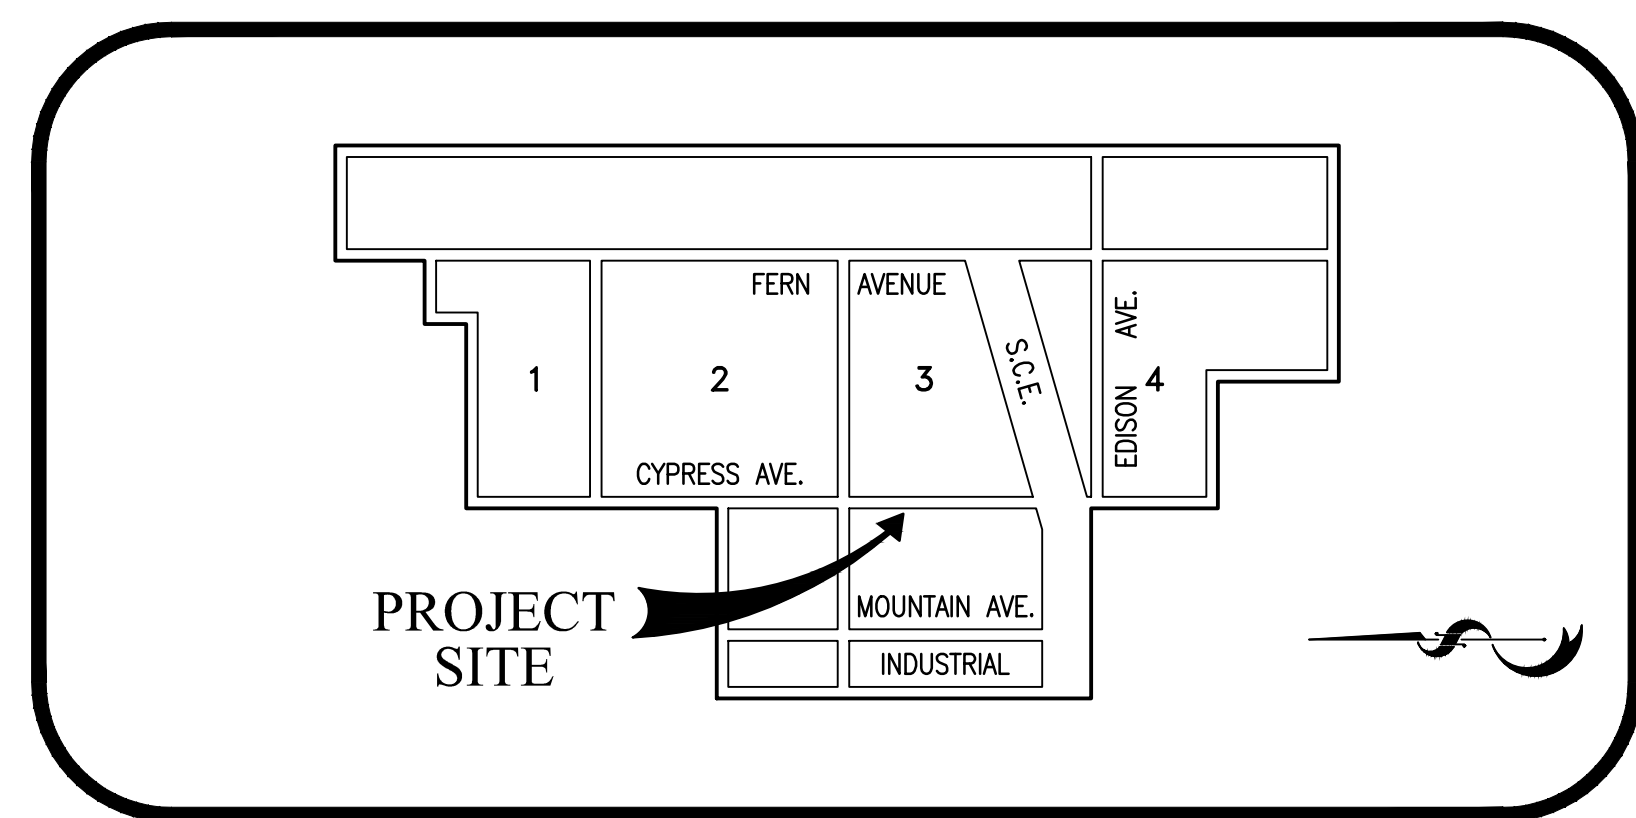 FERN AVENUE
1 2 3 4
S.C.E.
EDISON AVE.
CYPRESS AVE.
PROJECT
SITE
MOUNTAIN AVE.
INDUSTRIAL